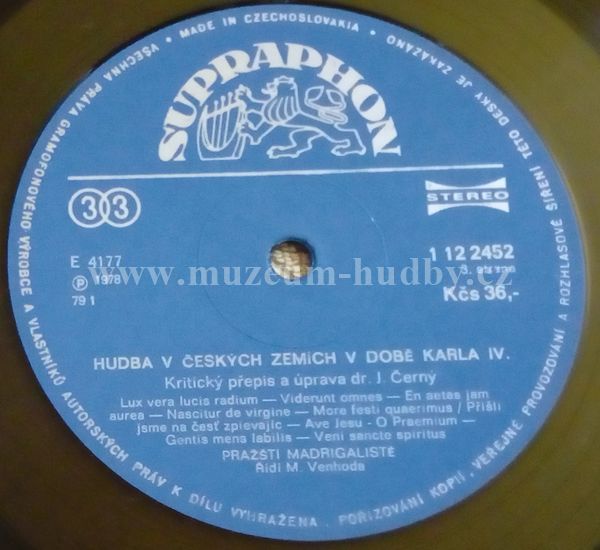 VŠECHNA PRÁVA GRAMOFONOVÉHO VÝROBCE A VLASTNÍKŮ AUTORSKÝCH PRÁV K DÍLU VYHRAŽENA. POŘIZOVÁNÍ KOPIÍ, VEŘEJNÉ PROVOZOVÁNÍ A ROZHLASOVÉ ŠÍŘENÍ TÉTO DESKY JE ZAKÁZÁNO • MADE IN CZECHOSLOVAKIA •
SUPRAPHON
33
STEREO
E 4177
1 12 2452
Ⓟ 1978
3. strana
79 1
Kčs 36,-
www.muzeum-hudby.cz
HUDBA V ČESKÝCH ZEMÍCH V DOBĚ KARLA IV.
Kritický přepis a úprava dr. J. Černý
Lux vera lucis radium — Viderunt omnes — En aetas jam
aurea — Nascitur de virgine — More festi quaerimus / Přišli
jsme na česť zpievajíc — Ave Jesu - O Praemium —
Gentis mens labilis — Veni sancte spiritus
PRAŽŠTÍ MADRIGALISTÉ
Řídí M. Venhoda